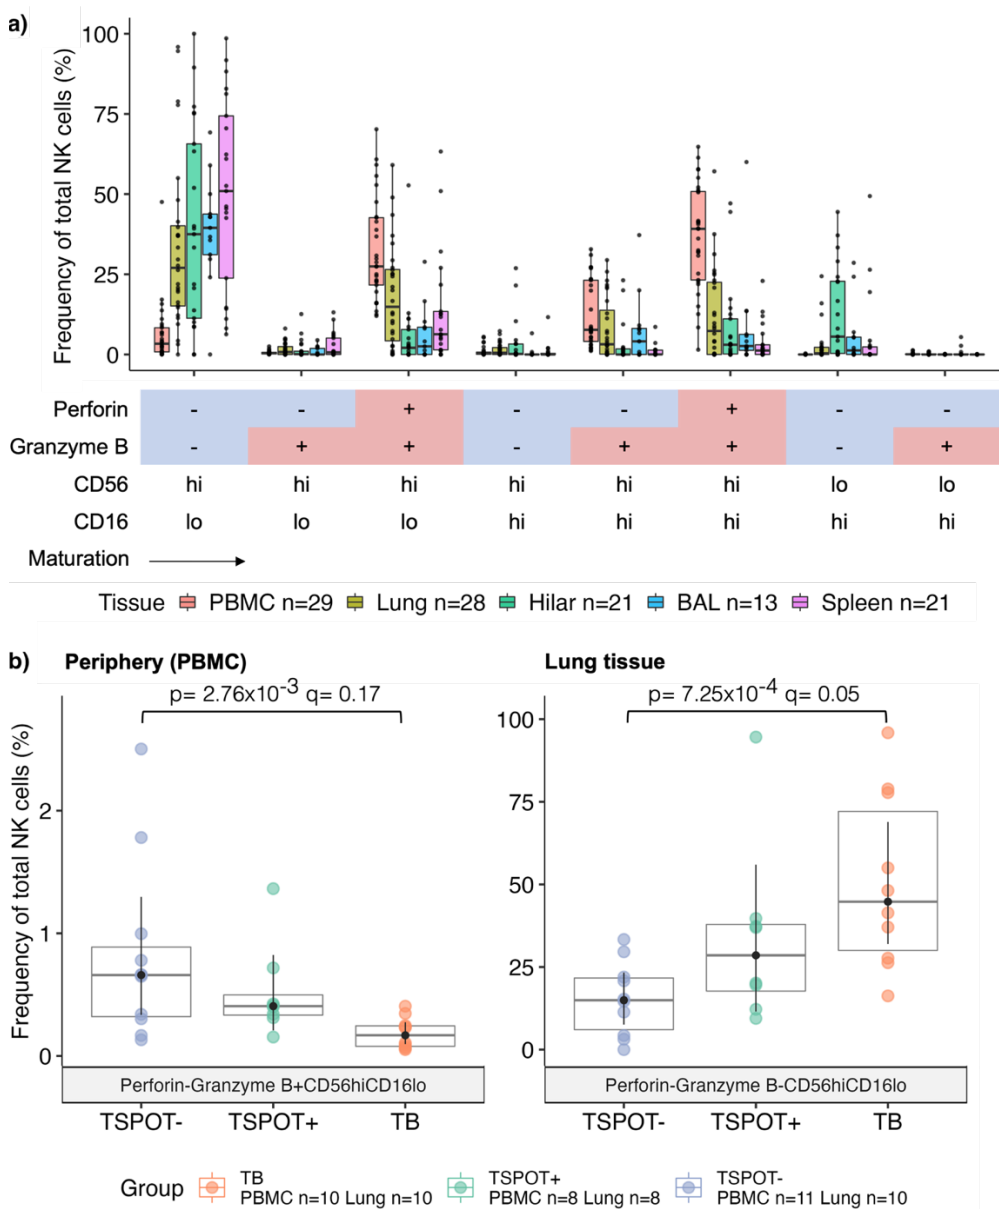 a)
Frequency of total NK cells (%)
100
75
50
25
0
Perforin - - + - - + - -
Granzyme B - + + - + + - +
CD56 hi hi hi hi hi hi lo lo
CD16 lo lo lo hi hi hi hi hi
Maturation
Tissue PBMC n=29 Lung n=28 Hilar n=21 BAL n=13 Spleen n=21
b) Periphery (PBMC)
Frequency of total NK cells (%)
p= 2.76x10-3 q= 0.17
2
1
0
Perforin-Granzyme B+CD56hiCD16lo
TSPOT- TSPOT+ TB
Lung tissue
p= 7.25x10-4 q= 0.05
100
75
50
25
0
Perforin-Granzyme B-CD56hiCD16lo
TSPOT- TSPOT+ TB
Group
TB
PBMC n=10 Lung n=10
TSPOT+
PBMC n=8 Lung n=8
TSPOT-
PBMC n=11 Lung n=10